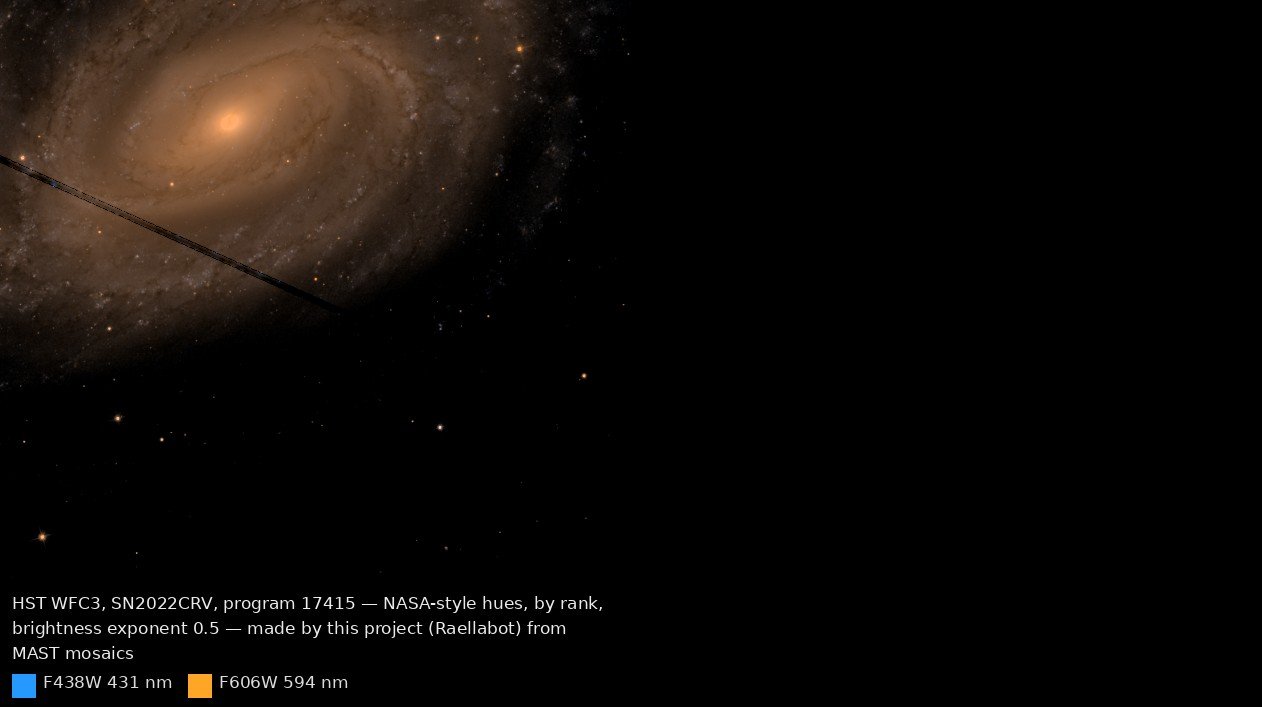 HST WFC3, SN2022CRV, program 17415 — NASA-style hues, by rank,
brightness exponent 0.5 — made by this project (Raellabot) from
MAST mosaics
F438W 431 nm F606W 594 nm